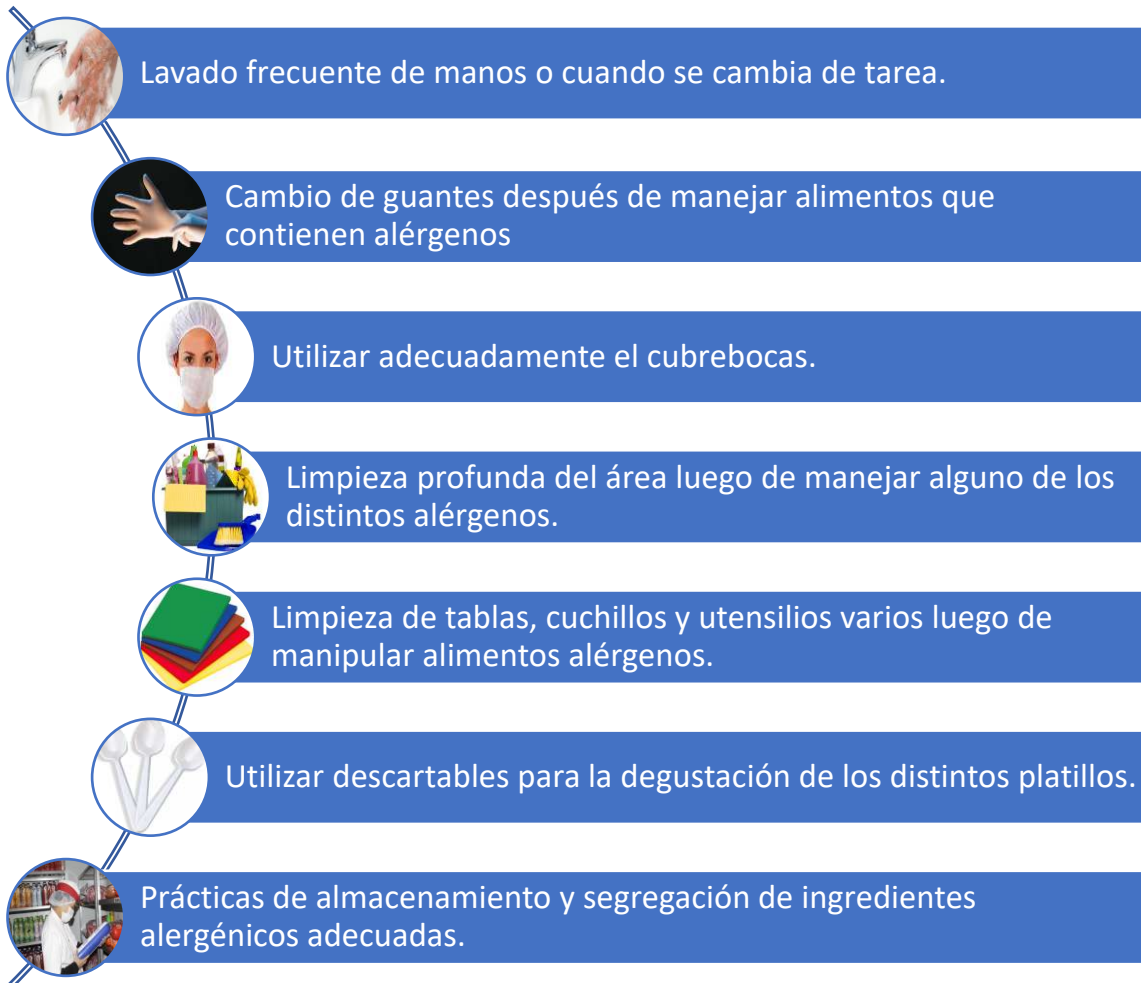 Lavado frecuente de manos o cuando se cambia de tarea.
Cambio de guantes después de manejar alimentos que
contienen alérgenos
Utilizar adecuadamente el cubrebocas.
Limpieza profunda del área luego de manejar alguno de los
distintos alérgenos.
Limpieza de tablas, cuchillos y utensilios varios luego de
manipular alimentos alérgenos.
Utilizar descartables para la degustación de los distintos platillos.
Prácticas de almacenamiento y segregación de ingredientes
alergénicos adecuadas.